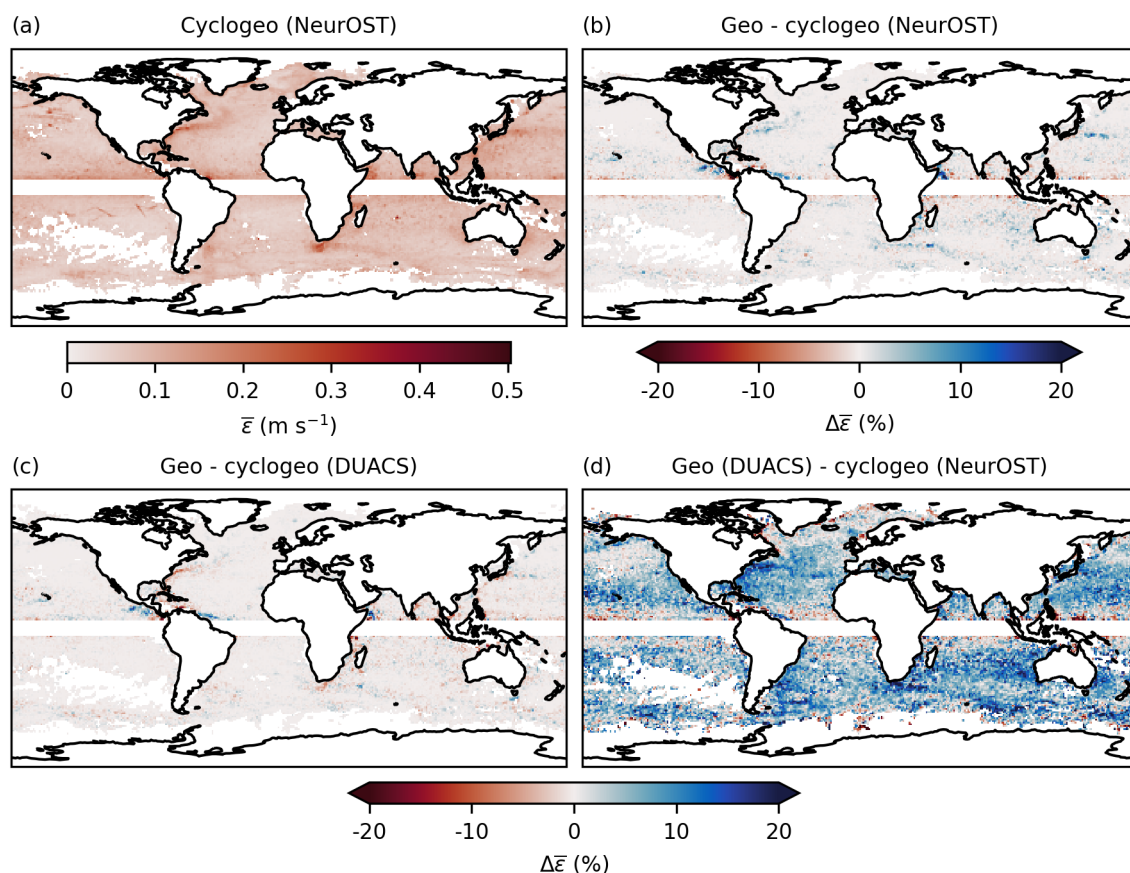 (a) Cyclogeo (NeurOST)
(b) Geo - cyclogeo (NeurOST)
0 0.1 0.2 0.3 0.4 0.5
ε̅ (m s⁻¹)
-20 -10 0 10 20
Δε̅ (%)
(c) Geo - cyclogeo (DUACS)
(d) Geo (DUACS) - cyclogeo (NeurOST)
-20 -10 0 10 20
Δε̅ (%)